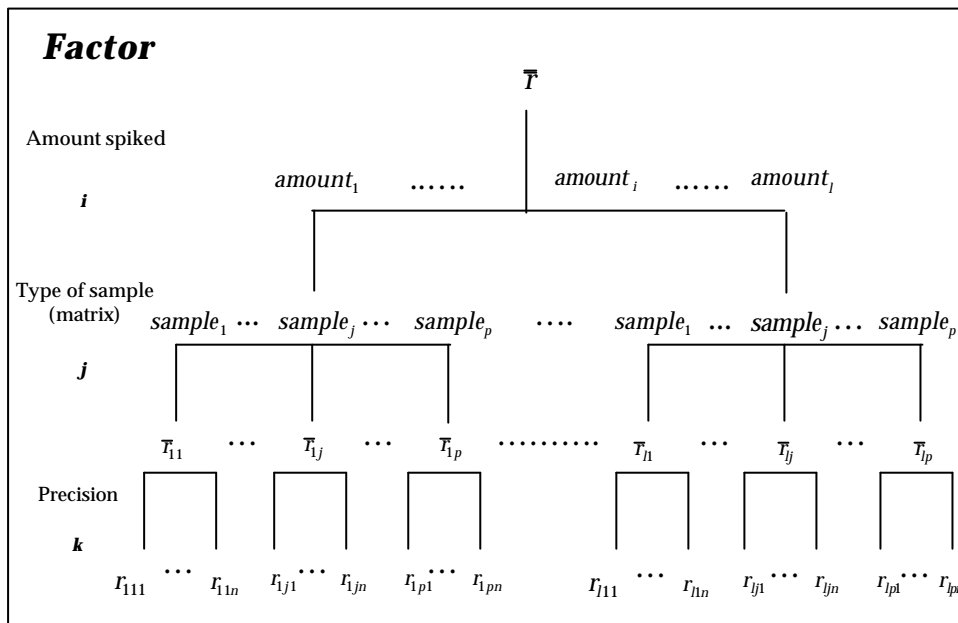 Factor
r̿
Amount spiked
amount₁ ...... amountᵢ ...... amountₗ
i
Type of sample
(matrix)
sample₁ ... sampleⱼ ... sampleₚ .... sample₁ ... sampleⱼ ... sampleₚ
j
r̄₁₁ ... r̄₁ⱼ ... r̄₁ₚ .......... r̄ₗ₁ ... r̄ₗⱼ ... r̄ₗₚ
Precision
k
r₁₁₁ ... r₁₁ₙ r₁ⱼ₁ ... r₁ⱼₙ r₁ₚ₁ ... r₁ₚₙ rₗ₁₁ ... rₗ₁ₙ rₗⱼ₁ ... rₗⱼₙ rₗₚ₁ ... rₗₚₙ